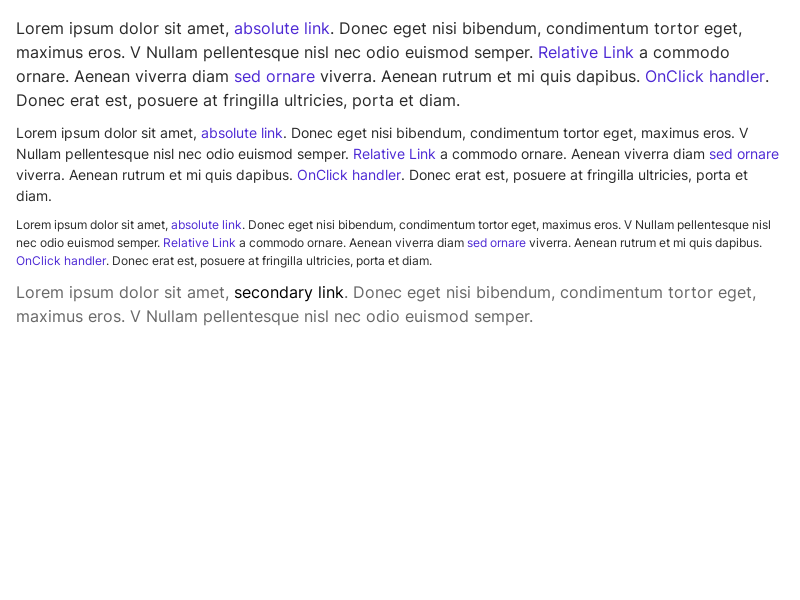 Lorem ipsum dolor sit amet, absolute link. Donec eget nisi bibendum, condimentum tortor eget,
maximus eros. V Nullam pellentesque nisl nec odio euismod semper. Relative Link a commodo
ornare. Aenean viverra diam sed ornare viverra. Aenean rutrum et mi quis dapibus. OnClick handler.
Donec erat est, posuere at fringilla ultricies, porta et diam.
Lorem ipsum dolor sit amet, absolute link. Donec eget nisi bibendum, condimentum tortor eget, maximus eros. V
Nullam pellentesque nisl nec odio euismod semper. Relative Link a commodo ornare. Aenean viverra diam sed ornare
viverra. Aenean rutrum et mi quis dapibus. OnClick handler. Donec erat est, posuere at fringilla ultricies, porta et
diam.
Lorem ipsum dolor sit amet, absolute link. Donec eget nisi bibendum, condimentum tortor eget, maximus eros. V Nullam pellentesque nisl
nec odio euismod semper. Relative Link a commodo ornare. Aenean viverra diam sed ornare viverra. Aenean rutrum et mi quis dapibus.
OnClick handler. Donec erat est, posuere at fringilla ultricies, porta et diam.
Lorem ipsum dolor sit amet, secondary link. Donec eget nisi bibendum, condimentum tortor eget,
maximus eros. V Nullam pellentesque nisl nec odio euismod semper.